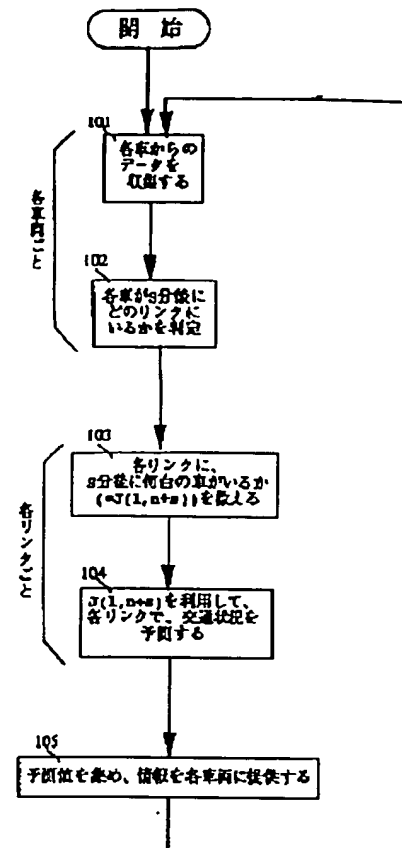 開始
101
各車からの
データを
収集する
各車両ごと
102
各車がs分後に
どのリンクに
いるかを判定
103
各リンクに、
s分後に何台の車がいるか
(=J(l,n+s))を数える
各リンクごと
104
J(l,n+s)を利用して、
各リンクで、交通状況を
予測する
105
予測値を集め、情報を各車両に提供する